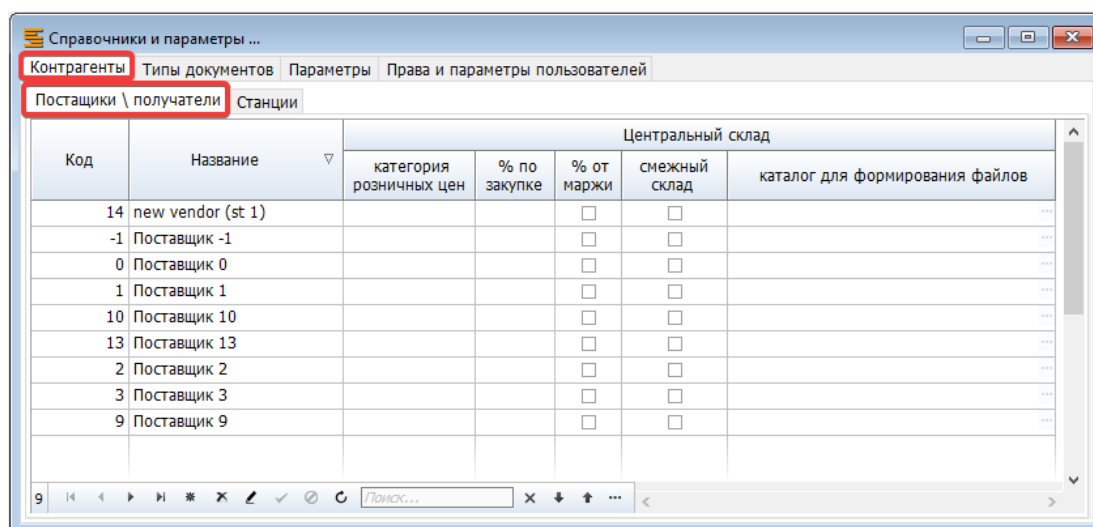 Справочники и параметры ...
Контрагенты Типы документов Параметры Права и параметры пользователей
Постащики \ получатели Станции
Код Название Центральный склад
категория розничных цен % по закупке % от маржи смежный склад каталог для формирования файлов
14 new vendor (st 1)
-1 Поставщик -1
0 Поставщик 0
1 Поставщик 1
10 Поставщик 10
13 Поставщик 13
2 Поставщик 2
3 Поставщик 3
9 Поставщик 9
9 Поиск...